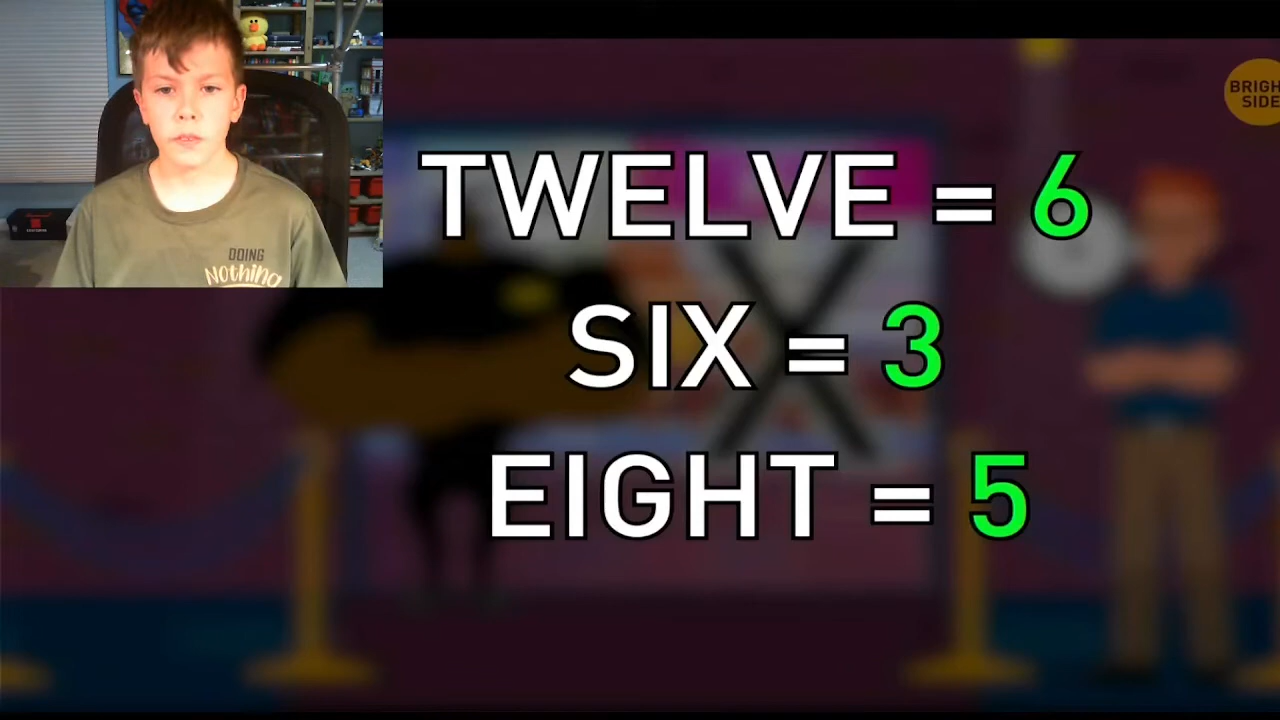 BRIGH
SIDE
DOING
Nothing
TWELVE = 6
SIX = 3
EIGHT = 5